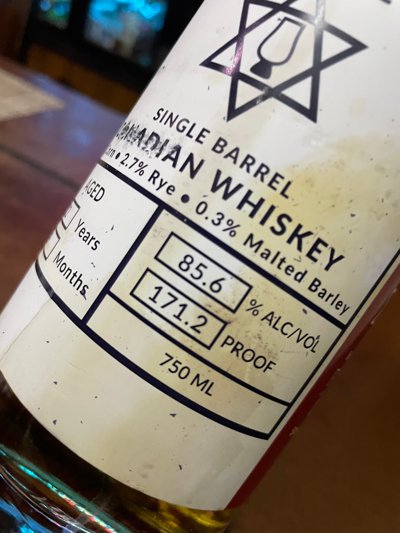 SINGLE BARREL
CANADIAN WHISKEY
• 2.7% Rye • 0.3% Malted Barley
AGED
Years
Months
85.6 % ALC/VOL
171.2 PROOF
750 ML